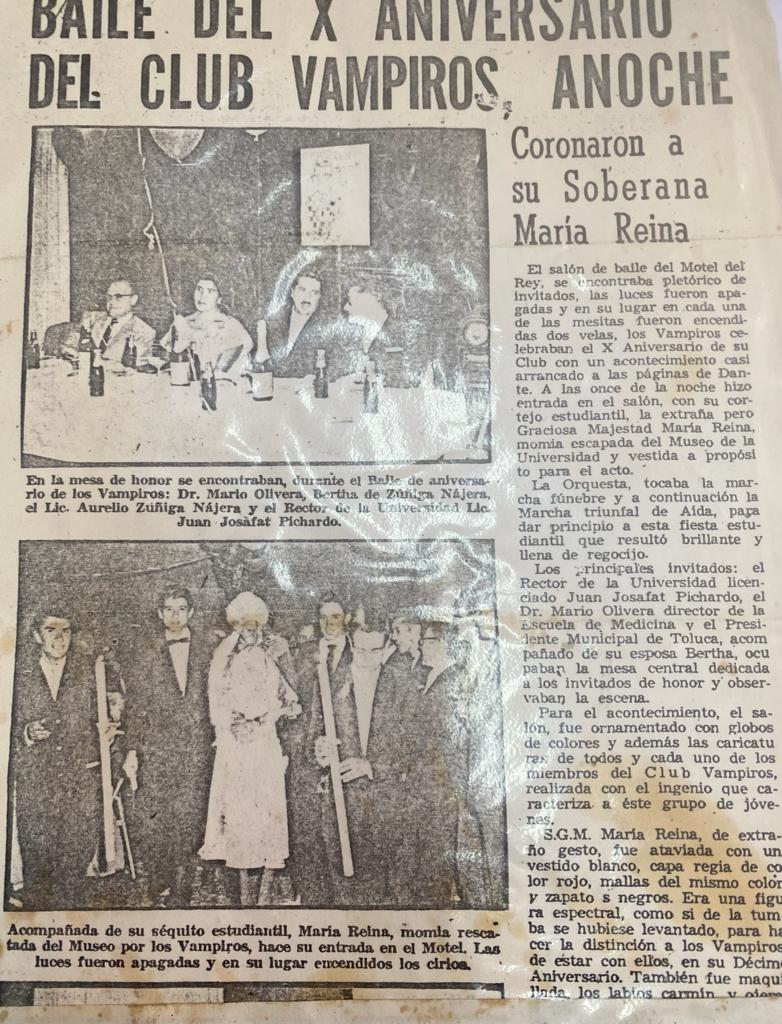 BAILE DEL X ANIVERSARIO
DEL CLUB VAMPIROS, ANOCHE
En la mesa de honor se encontraban, durante el Baile de aniversa-
rio de los Vampiros: Dr. Mario Olivera, Bertha de Zúñiga Nájera,
el Lic. Aurelio Zúñiga Nájera y el Rector de la Universidad Lic.
Juan Josàfat Pichardo.
Acompañada de su séquito estudiantil, María Reina, momia resca-
tada del Museo por los Vampiros, hace su entrada en el Motel. Las
luces fueron apagadas y en su lugar encendidos los cirios.
Coronaron a
su Soberana
María Reina
El salón de baile del Motel del
Rey, se encontraba pletórico de
invitados, las luces fueron apa-
gadas y en su lugar en cada una
de las mesitas fueron encendi-
das dos velas, los Vampiros ce-
lebraban el X Aniversario de su
Club con un acontecimiento casi
arrancado a las páginas de Dan-
te. A las once de la noche hizo
entrada en el salón, con su cor-
tejo estudiantil, la extraña pero
Graciosa Majestad María Reina,
momia escapada del Museo de la
Universidad y vestida a propósi
to para el acto.
La Orquesta, tocaba la mar-
cha fúnebre y a continuación la
Marcha triunfal de Aida, para
dar principio a esta fiesta estu-
diantil que resultó brillante y
llena de regocijo.
Los principales invitados: el
Rector de la Universidad licen-
ciado Juan Josafat Pichardo, el
Dr. Mario Olivera director de la
Escuela de Medicina y el Presi-
dente Municipal de Toluca, acom
pañado de su esposa Bertha, ocu
paban la mesa central dedicada
a los invitados de honor y obser-
vaban la escena.
Para el acontecimiento, el sa-
lón, fue ornamentado con globos
de colores y además las caricatu
ras de todos y cada uno de los
miembros del Club Vampiros,
realizada con el ingenio que ca-
racteriza a éste grupo de jóve-
nes.
S.G.M. María Reina, de extra-
ño gesto, fue ataviada con un
vestido blanco, capa regia de co
lor rojo, mallas del mismo color
y zapato s negros. Era una figu
ra espectral, como si de la tum
ba se hubiese levantado, para ha
cer la distinción a los Vampiros
de estar con ellos, en su Décimo
Aniversario. También fue maqui
llada, los labios carmín y ojera